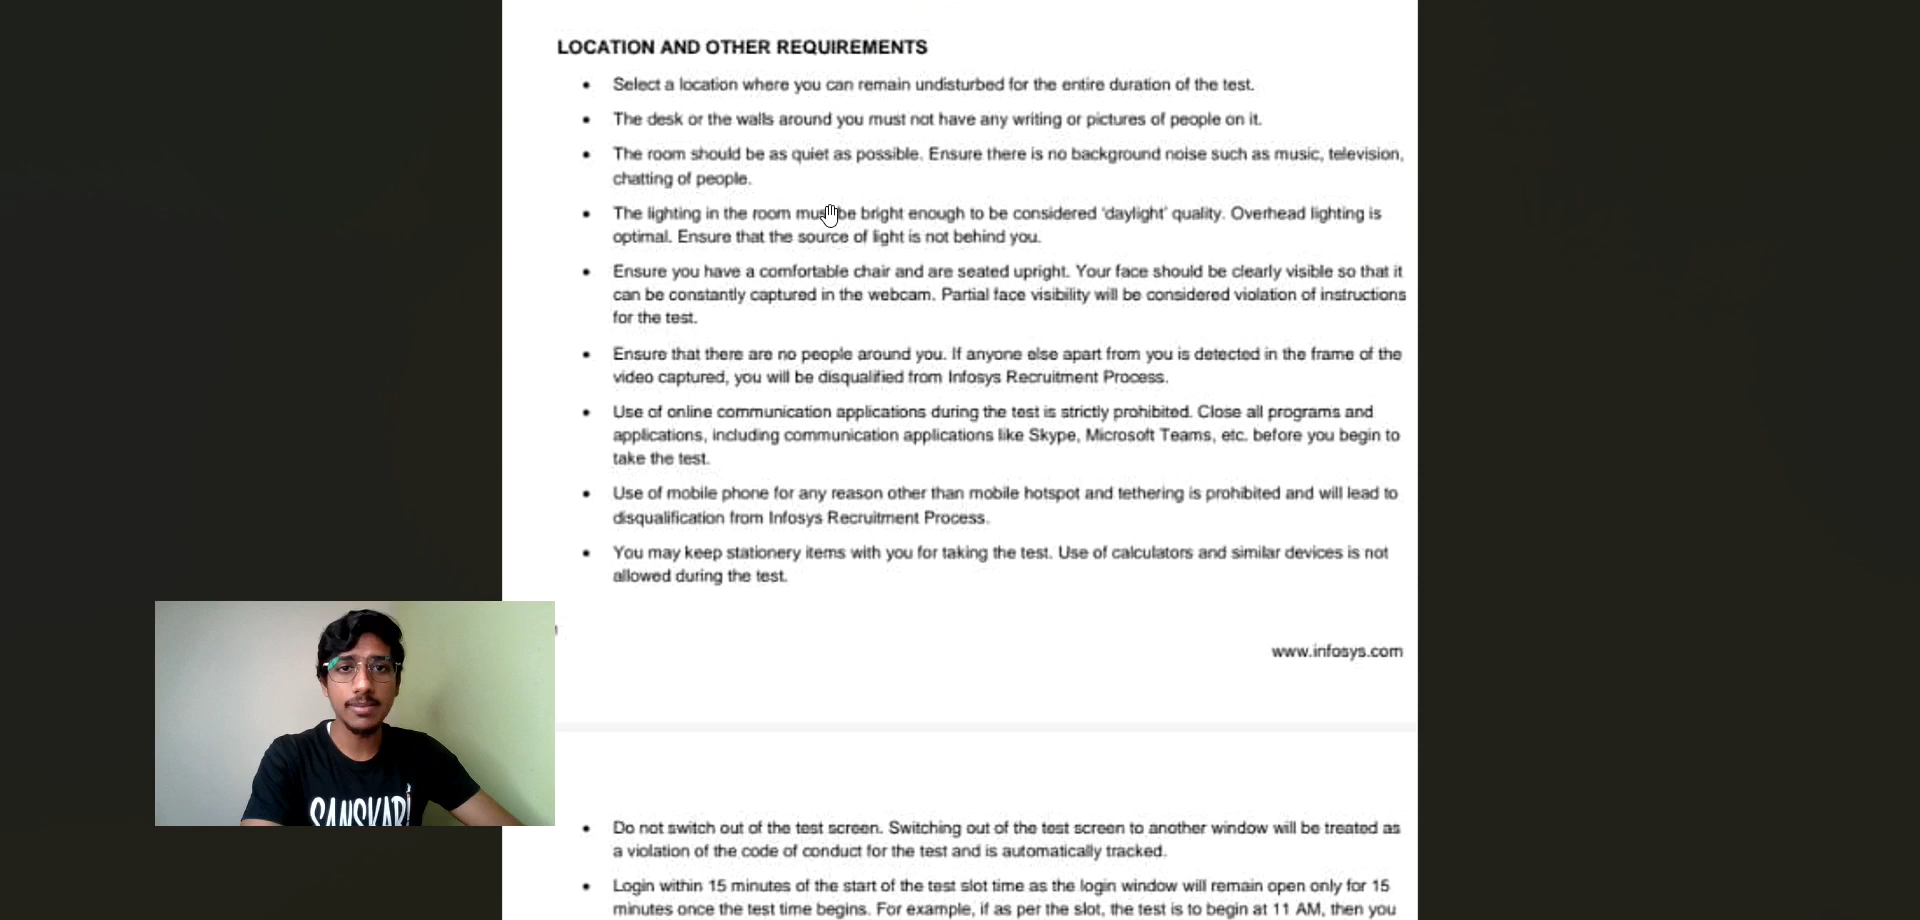 LOCATION AND OTHER REQUIREMENTS
• Select a location where you can remain undisturbed for the entire duration of the test.
• The desk or the walls around you must not have any writing or pictures of people on it.
• The room should be as quiet as possible. Ensure there is no background noise such as music, television,
chatting of people.
• The lighting in the room must be bright enough to be considered 'daylight' quality. Overhead lighting is
optimal. Ensure that the source of light is not behind you.
• Ensure you have a comfortable chair and are seated upright. Your face should be clearly visible so that it
can be constantly captured in the webcam. Partial face visibility will be considered violation of instructions
for the test.
• Ensure that there are no people around you. If anyone else apart from you is detected in the frame of the
video captured, you will be disqualified from Infosys Recruitment Process.
• Use of online communication applications during the test is strictly prohibited. Close all programs and
applications, including communication applications like Skype, Microsoft Teams, etc. before you begin to
take the test.
• Use of mobile phone for any reason other than mobile hotspot and tethering is prohibited and will lead to
disqualification from Infosys Recruitment Process.
• You may keep stationery items with you for taking the test. Use of calculators and similar devices is not
allowed during the test.
www.infosys.com
SANSKARI
• Do not switch out of the test screen. Switching out of the test screen to another window will be treated as
a violation of the code of conduct for the test and is automatically tracked.
• Login within 15 minutes of the start of the test slot time as the login window will remain open only for 15
minutes once the test time begins. For example, if as per the slot, the test is to begin at 11 AM, then you